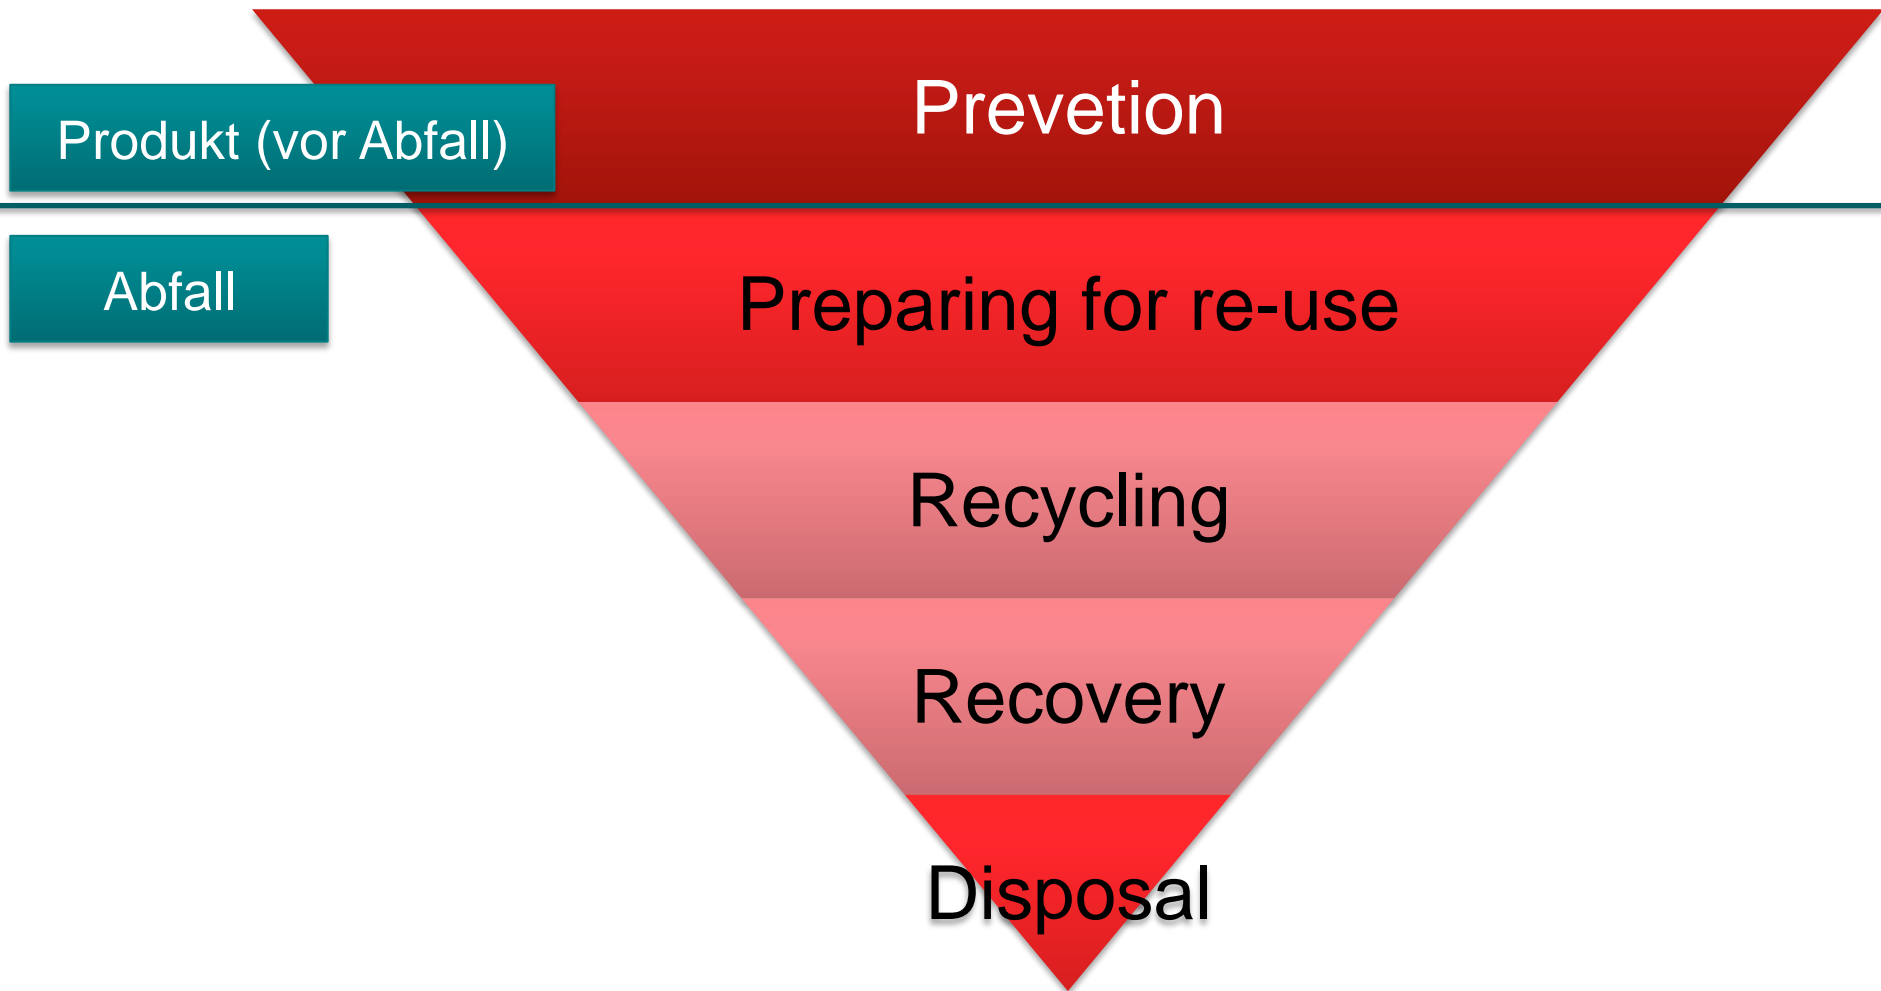 Prevetion
Produkt (vor Abfall)
Abfall
Preparing for re-use
Recycling
Recovery
Disposal